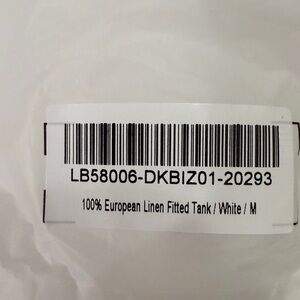 LB58006-DKBIZ01-20293
100% European Linen Fitted Tank / White / M